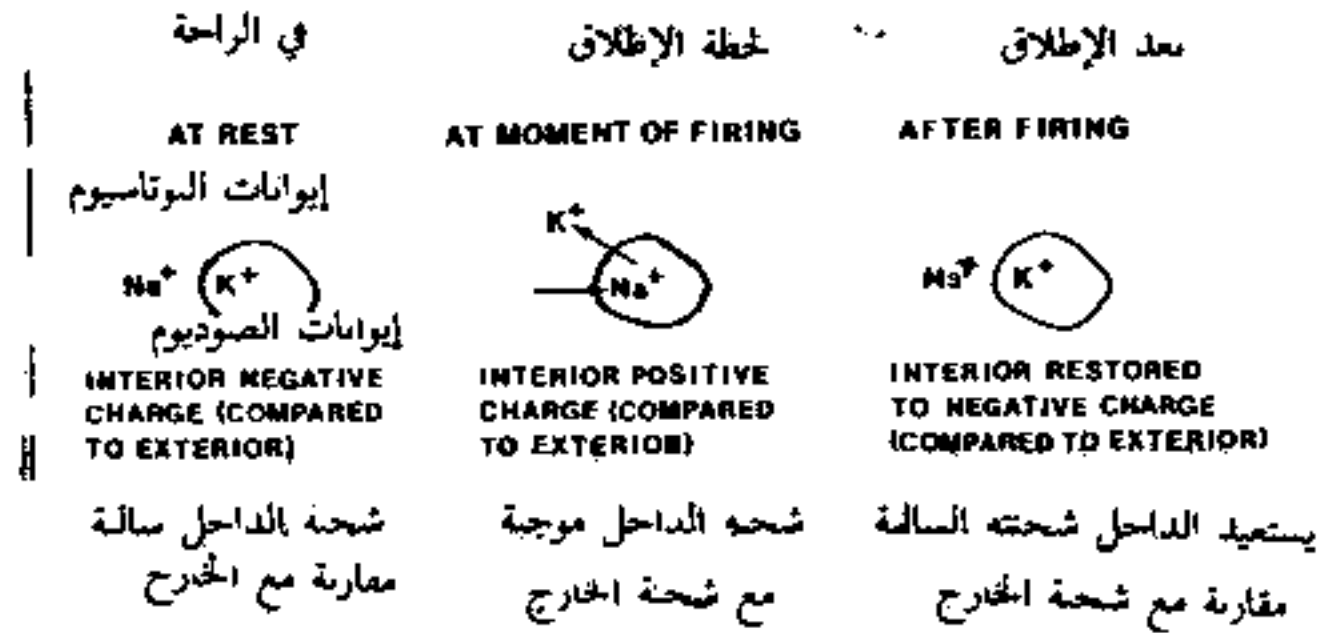 في الراحة
لحظة الإطلاق
بعد الإطلاق
AT REST
AT MOMENT OF FIRING
AFTER FIRING
إيوانات البوتاسيوم
Na⁺ K⁺
K⁺
Na⁺
Na⁺ K⁺
إيوانات الصوديوم
INTERIOR NEGATIVE
CHARGE (COMPARED
TO EXTERIOR)
INTERIOR POSITIVE
CHARGE (COMPARED
TO EXTERIOR)
INTERIOR RESTORED
TO NEGATIVE CHARGE
(COMPARED TO EXTERIOR)
شحنة الداخل سالبة
مقارنة مع الخارج
شحنة الداخل موجبة
مع شحنة الخارج
يستعيد الداخل شحنته السالبة
مقارنة مع شحنة الخارج